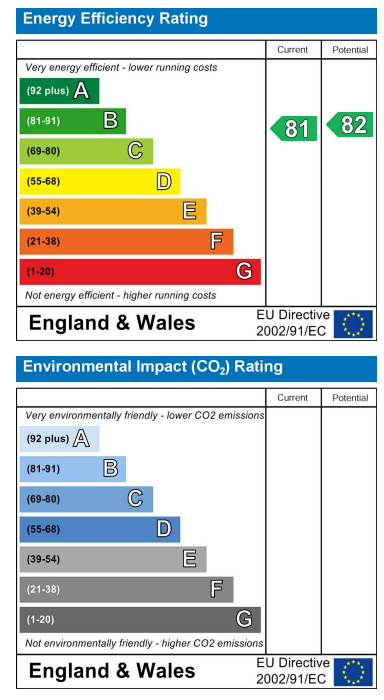 Energy Efficiency Rating
Current Potential
Very energy efficient - lower running costs
(92 plus) A
(81-91) B 81 82
(69-80) C
(55-68) D
(39-54) E
(21-38) F
(1-20) G
Not energy efficient - higher running costs
England & Wales EU Directive
2002/91/EC
Environmental Impact (CO₂) Rating
Current Potential
Very environmentally friendly - lower CO2 emissions
(92 plus) A
(81-91) B
(69-80) C
(55-68) D
(39-54) E
(21-38) F
(1-20) G
Not environmentally friendly - higher CO2 emissions
England & Wales EU Directive
2002/91/EC